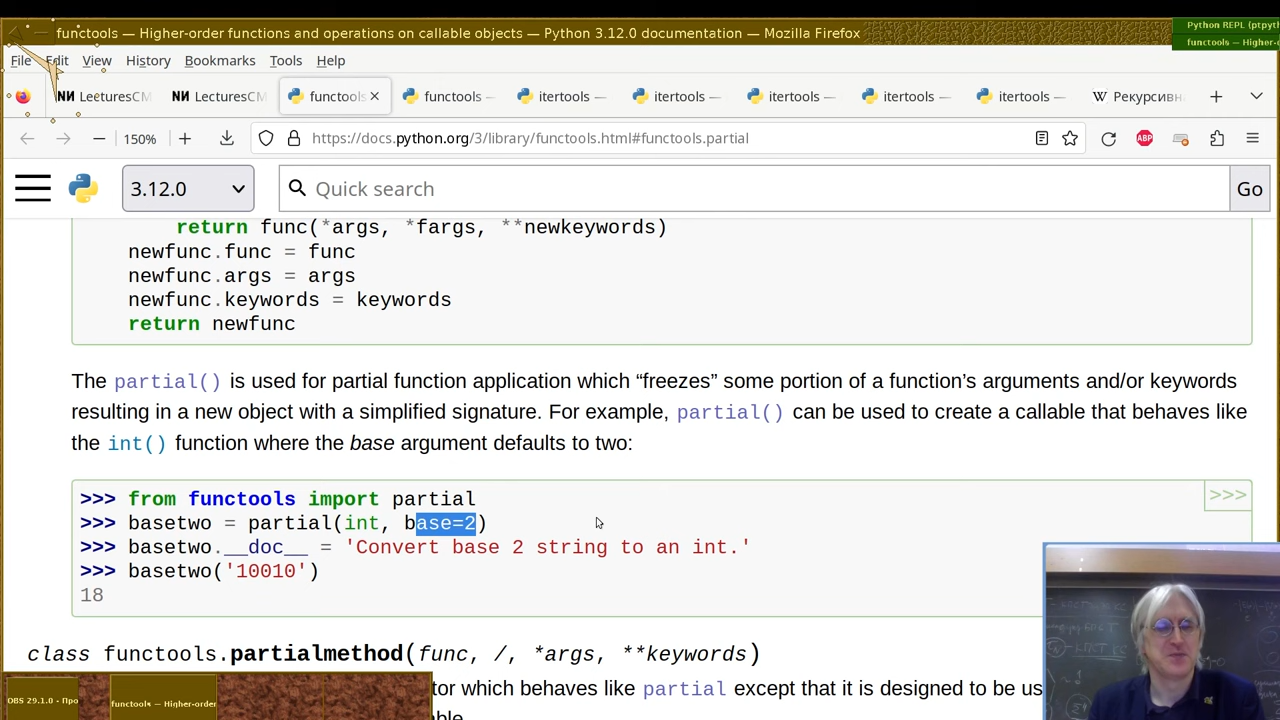 functools — Higher-order functions and operations on callable objects — Python 3.12.0 documentation — Mozilla Firefox
Python REPL (ptpyt
functools — Higher-
File Edit View History Bookmarks Tools Help
LecturesCM
LecturesCM
functools
functools —
itertools —
itertools —
itertools —
itertools —
itertools —
Рекурсивн
150%
https://docs.python.org/3/library/functools.html#functools.partial
ABP
3.12.0
Quick search
Go
return func(*args, *fargs, **newkeywords)
newfunc.func = func
newfunc.args = args
newfunc.keywords = keywords
return newfunc
The partial() is used for partial function application which “freezes” some portion of a function’s arguments and/or keywords
resulting in a new object with a simplified signature. For example, partial() can be used to create a callable that behaves like
the int() function where the base argument defaults to two:
>>>
>>> from functools import partial
>>> basetwo = partial(int, base=2)
>>> basetwo.__doc__ = 'Convert base 2 string to an int.'
>>> basetwo('10010')
18
class functools.partialmethod(func, /, *args, **keywords)
tor which behaves like partial except that it is designed to be us
able.
OBS 29.1.0 - Про
functools — Higher-order